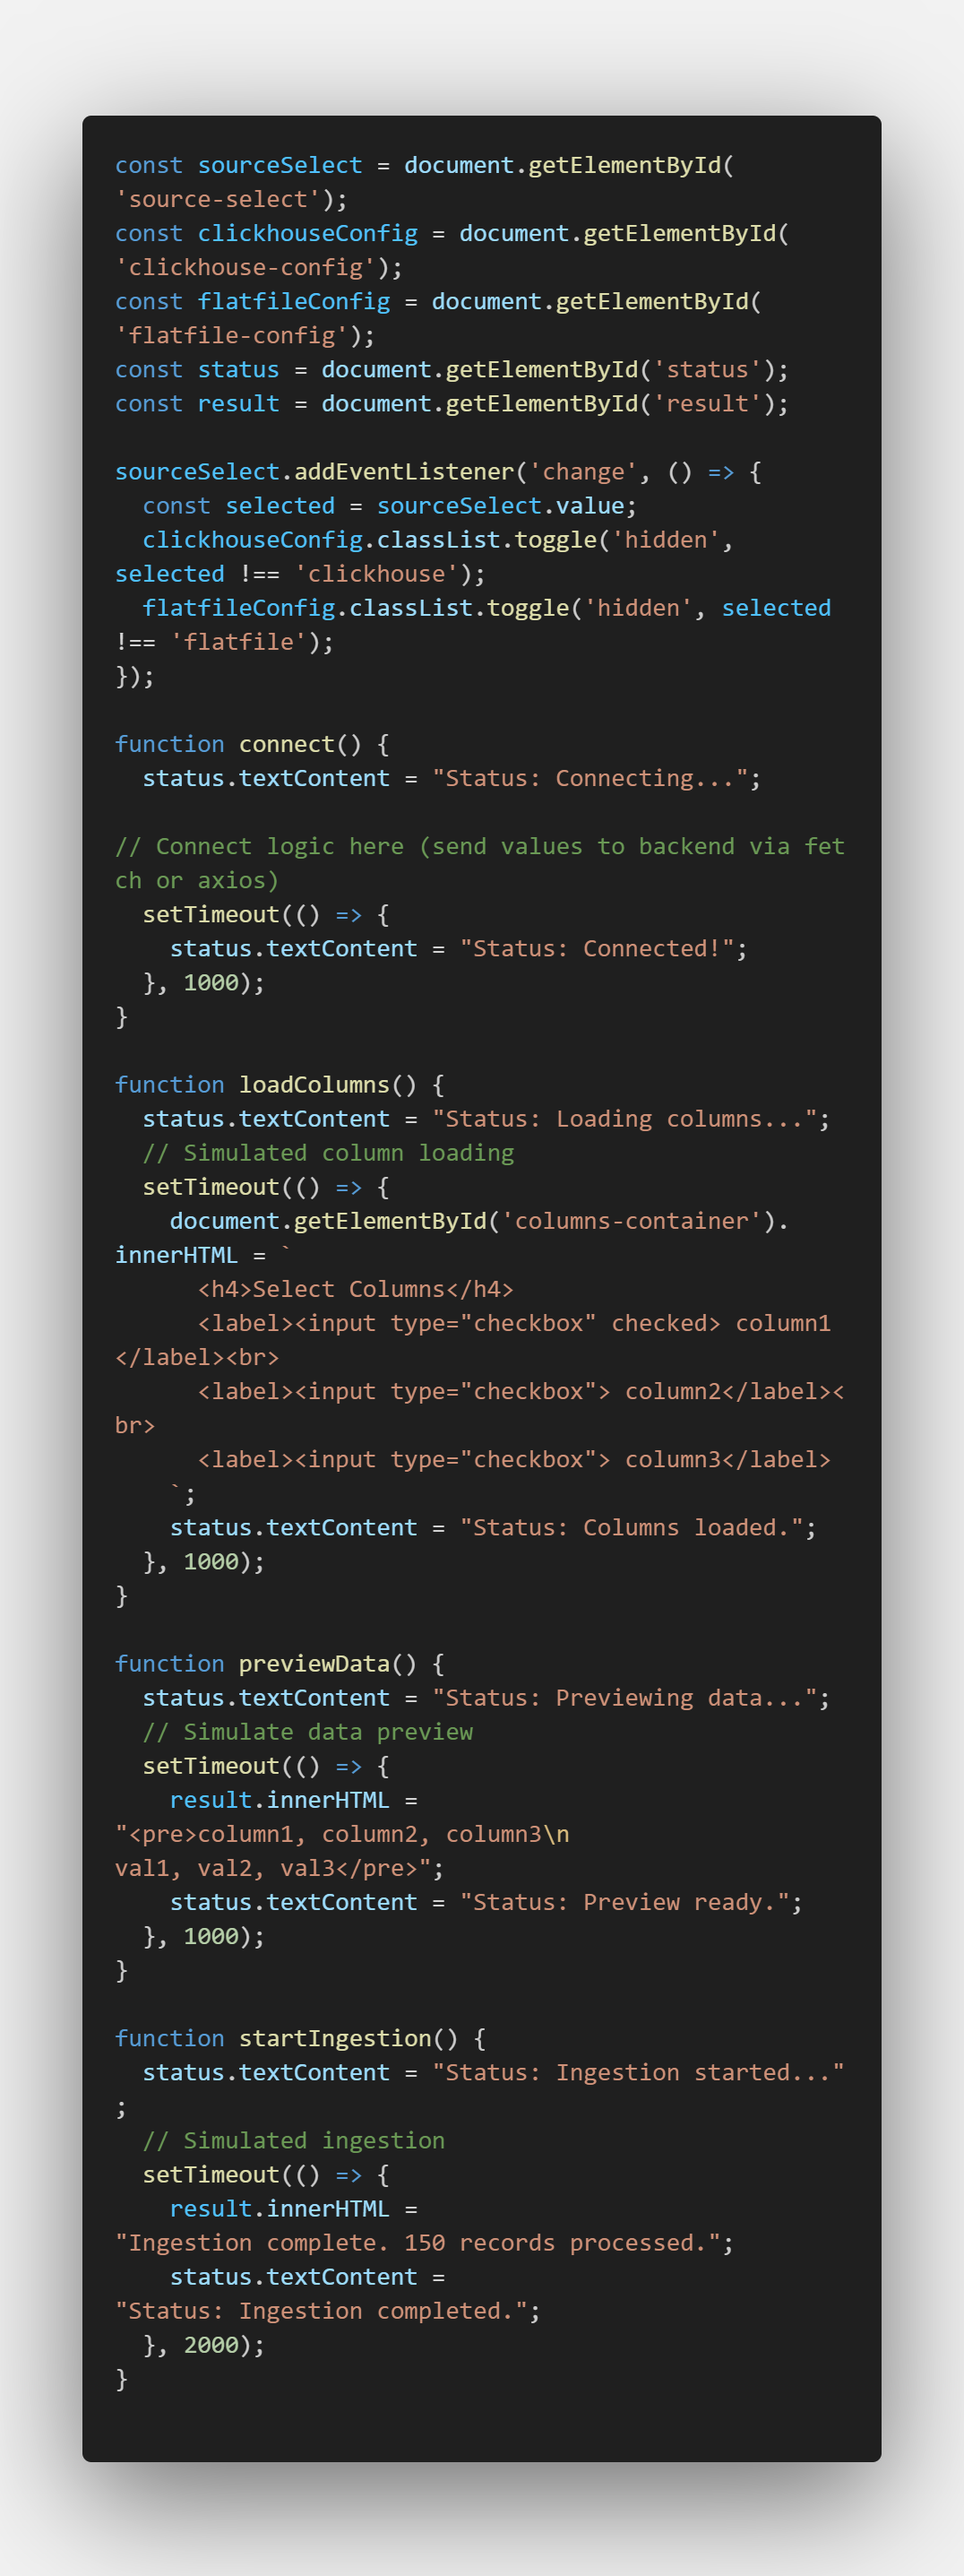 const sourceSelect = document.getElementById(
'source-select');
const clickhouseConfig = document.getElementById(
'clickhouse-config');
const flatfileConfig = document.getElementById(
'flatfile-config');
const status = document.getElementById('status');
const result = document.getElementById('result');

sourceSelect.addEventListener('change', () => {
  const selected = sourceSelect.value;
  clickhouseConfig.classList.toggle('hidden',
selected !== 'clickhouse');
  flatfileConfig.classList.toggle('hidden', selected
!== 'flatfile');
});

function connect() {
  status.textContent = "Status: Connecting...";

// Connect logic here (send values to backend via fet
ch or axios)
  setTimeout(() => {
    status.textContent = "Status: Connected!";
  }, 1000);
}

function loadColumns() {
  status.textContent = "Status: Loading columns...";
  // Simulated column loading
  setTimeout(() => {
    document.getElementById('columns-container').
innerHTML = `
      <h4>Select Columns</h4>
      <label><input type="checkbox" checked> column1
</label><br>
      <label><input type="checkbox"> column2</label><
br>
      <label><input type="checkbox"> column3</label>
    `;
    status.textContent = "Status: Columns loaded.";
  }, 1000);
}

function previewData() {
  status.textContent = "Status: Previewing data...";
  // Simulate data preview
  setTimeout(() => {
    result.innerHTML =
"<pre>column1, column2, column3\n
val1, val2, val3</pre>";
    status.textContent = "Status: Preview ready.";
  }, 1000);
}

function startIngestion() {
  status.textContent = "Status: Ingestion started..."
;
  // Simulated ingestion
  setTimeout(() => {
    result.innerHTML =
"Ingestion complete. 150 records processed.";
    status.textContent =
"Status: Ingestion completed.";
  }, 2000);
}